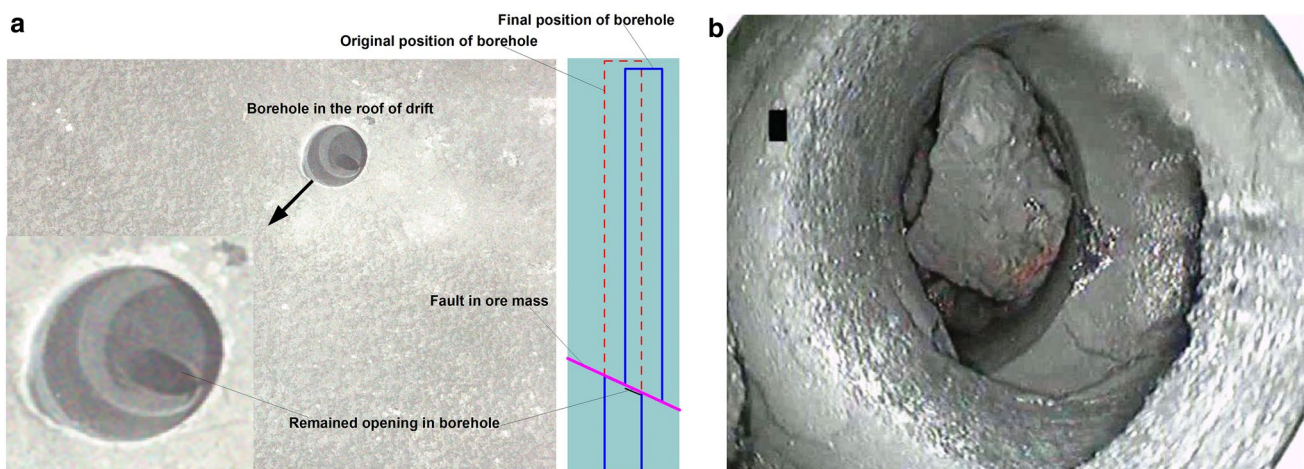 a
Final position of borehole
Original position of borehole
Borehole in the roof of drift
Fault in ore mass
Remained opening in borehole
b